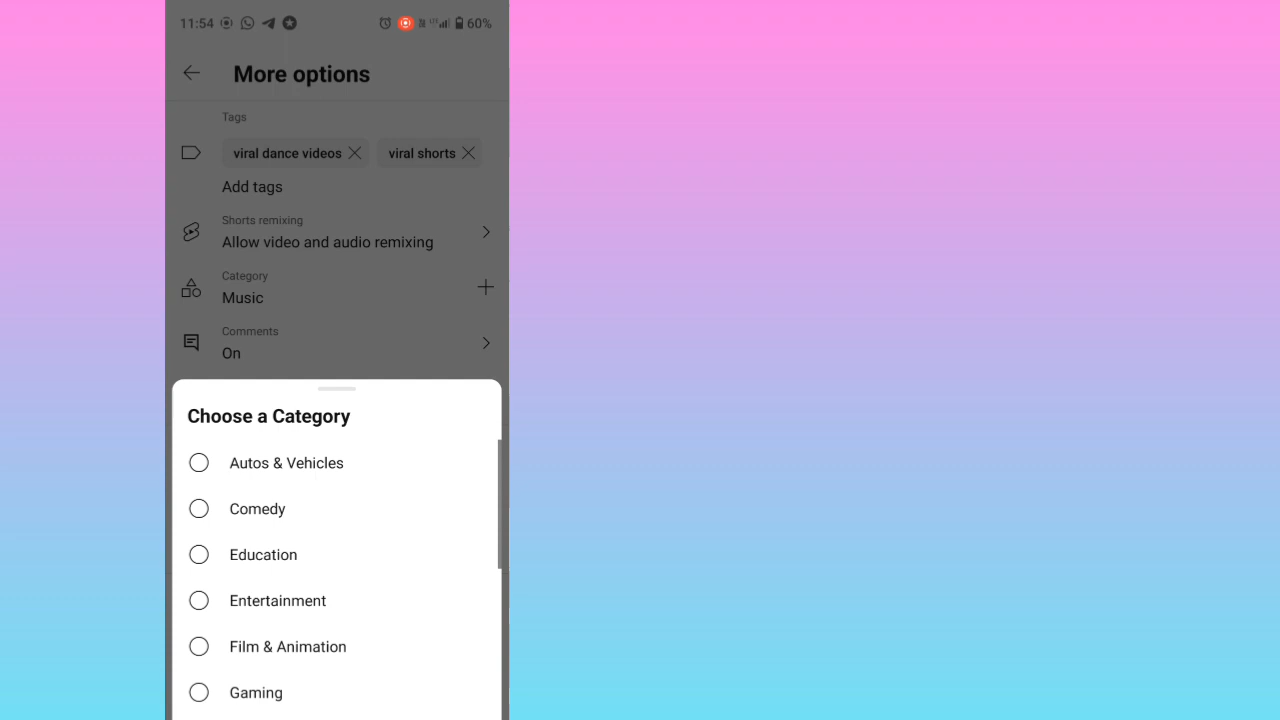 11:54 60%
More options
Tags
viral dance videos viral shorts
Add tags
Shorts remixing
Allow video and audio remixing
Category
Music
Comments
On
Choose a Category
Autos & Vehicles
Comedy
Education
Entertainment
Film & Animation
Gaming